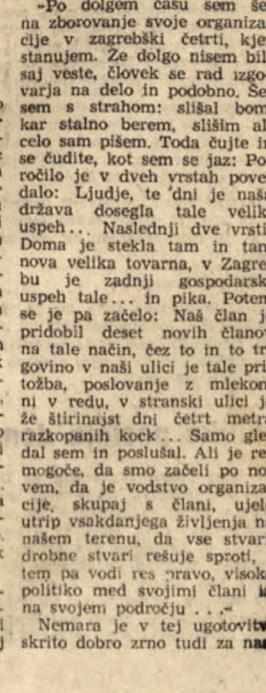 »Po dolgem času sem še
na zborovanje svoje organiza
cije v zagrebški četrti, kje
stanujem. Že dolgo nisem bil
saj veste, človek se rad izgo
varja na delo in podobno. Še
sem s strahom: slišal bom
kar stalno berem, slišim al
celo sam pišem. Toda čujte in
se čudite, kot sem se jaz: Po
ročilo je v dveh vrstah pove
dalo: Ljudje, te dni je naša
država dosegla tale velik
uspeh... Naslednji dve vrsti
Doma je stekla tam in tam
nova velika tovarna, v Zagre
bu je zadnji gospodarsk
uspeh tale... in pika. Potem
se je pa začelo: Naš član j
pridobil deset novih članov
na tale način, čez to in to tr
govino v naši ulici je tale pri
tožba, poslovanje z mlekom
ni v redu, v stranski ulici j
že štirinajst dni četrt metra
razkopanih kock... Samo gle
dal sem in poslušal. Ali je re
mogoče, da smo začeli po no
vem, da je vodstvo organiza
cije, skupaj s člani, ujel
utrip vsakdanjega življenja n
našem terenu, da vse stvar
drobne stvari rešuje sproti,
tem pa vodi res pravo, visok
politiko med svojimi člani i
na svojem področju . . .«
Nemara je v tej ugotovitv
skrito dobro zrno tudi za na